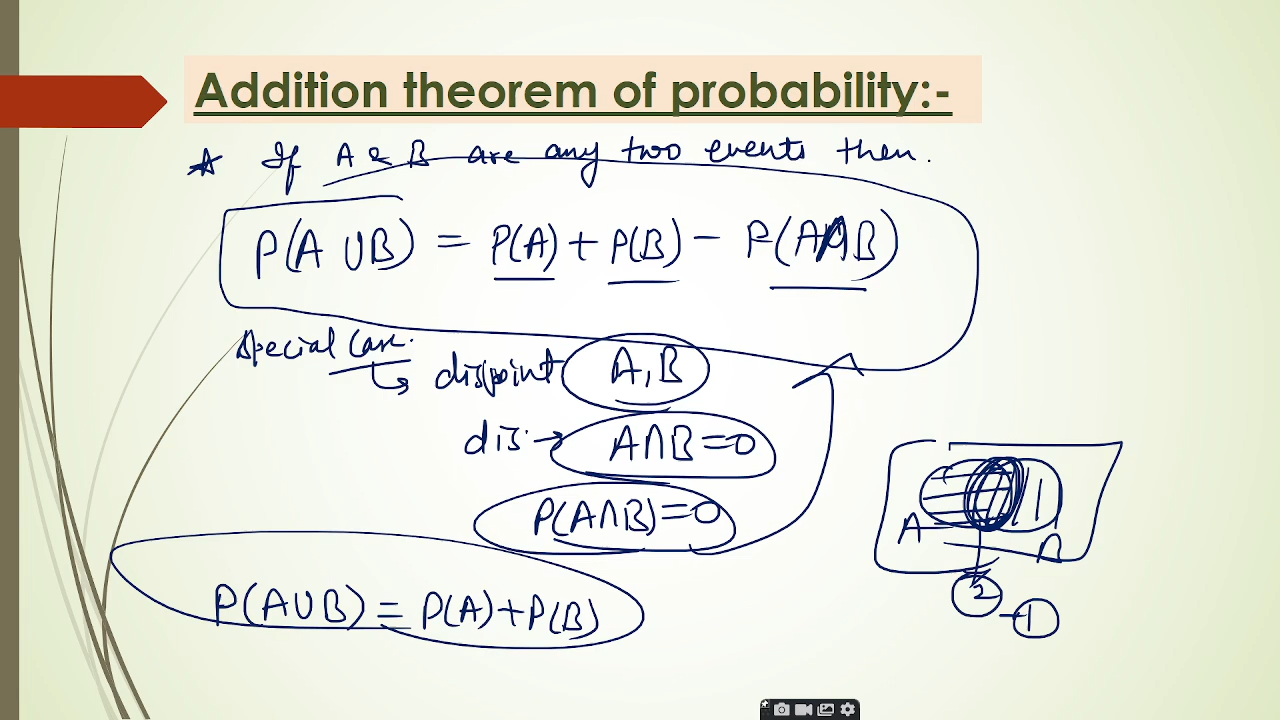 Addition theorem of probability:-
If A & B are any two events then.
P(A ∪ B) = P(A) + P(B) - P(A∩B)
Special Case.
disjoint A, B
dis. → A∩B=0
P(A∩B)=0
P(A∪B) = P(A)+P(B)
A
B
2
-1